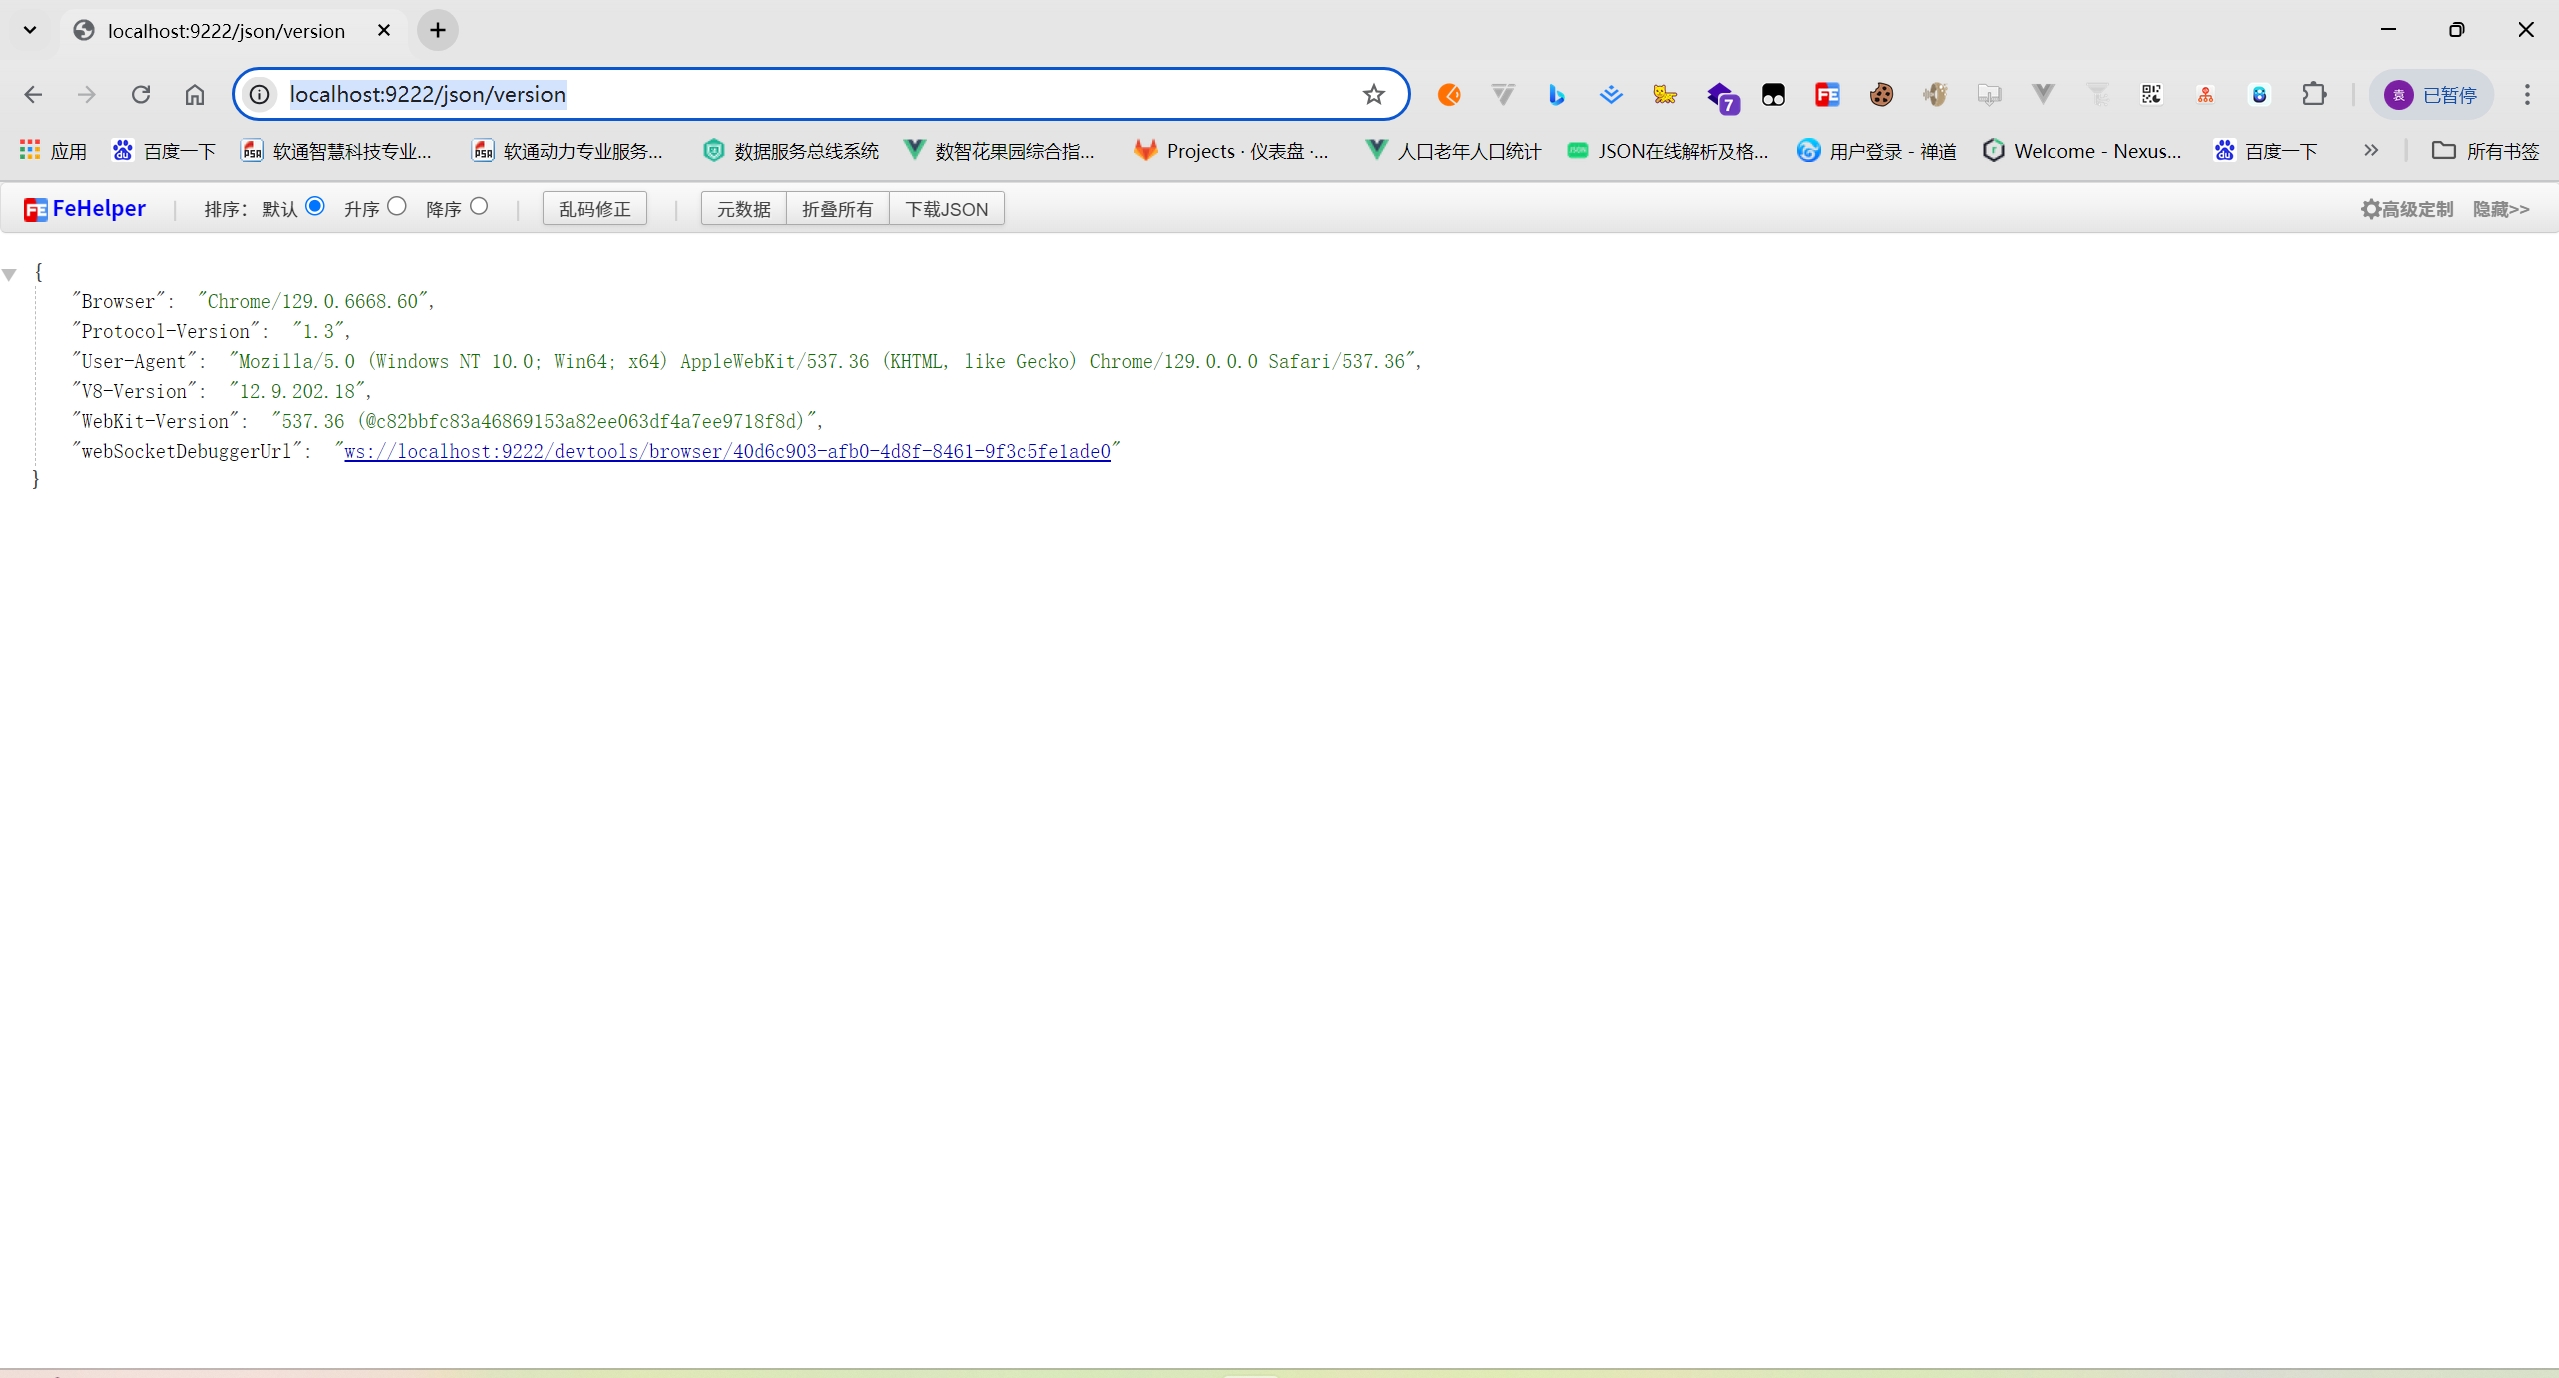 localhost:9222/json/version
localhost:9222/json/version
7
FE
袁 已暂停
应用 百度一下 软通智慧科技专业... 软通动力专业服务... 数据服务总线系统 数智花果园综合指... Projects · 仪表盘 ·... 人口老年人口统计 JSON在线解析及格... 用户登录 - 禅道 Welcome - Nexus... 百度一下 » 所有书签
FE FeHelper 排序: 默认 升序 降序 乱码修正 元数据 折叠所有 下载JSON 高级定制 隐藏>>
{
"Browser": "Chrome/129.0.6668.60",
"Protocol-Version": "1.3",
"User-Agent": "Mozilla/5.0 (Windows NT 10.0; Win64; x64) AppleWebKit/537.36 (KHTML, like Gecko) Chrome/129.0.0.0 Safari/537.36",
"V8-Version": "12.9.202.18",
"WebKit-Version": "537.36 (@c82bbfc83a46869153a82ee063df4a7ee9718f8d)",
"webSocketDebuggerUrl": "ws://localhost:9222/devtools/browser/40d6c903-afb0-4d8f-8461-9f3c5fe1ade0"
}